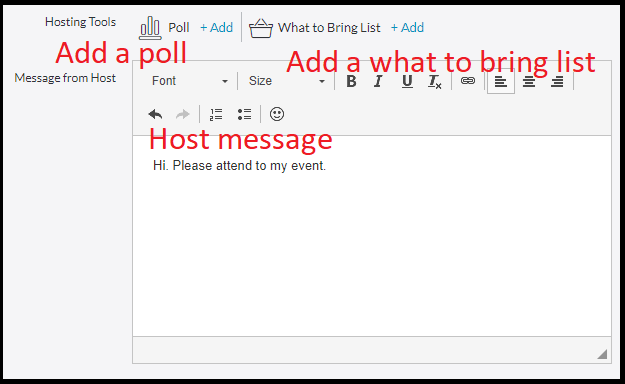 Hosting Tools Poll + Add What to Bring List + Add
Add a poll
Add a what to bring list
Message from Host Font Size B I U Tx
Host message
Hi. Please attend to my event.